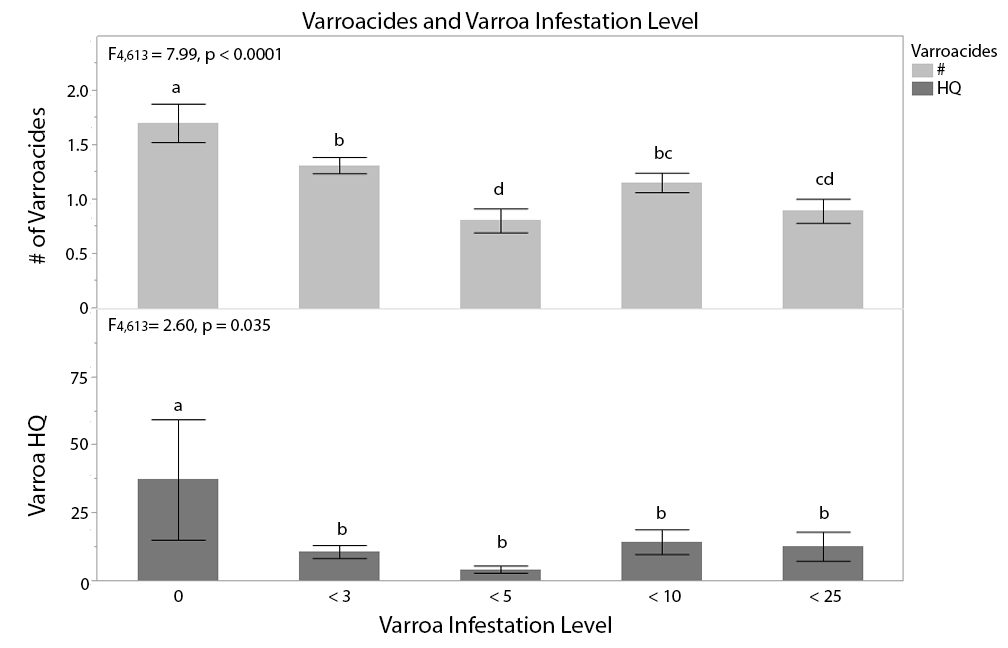 Varroacides and Varroa Infestation Level
F4,613 = 7.99, p < 0.0001
Varroacides
#
HQ
# of Varroacides
2.0
1.5
1.0
0.5
0
a
b
d
bc
cd
F4,613= 2.60, p = 0.035
Varroa HQ
75
50
25
0
a
b
b
b
b
0
< 3
< 5
< 10
< 25
Varroa Infestation Level